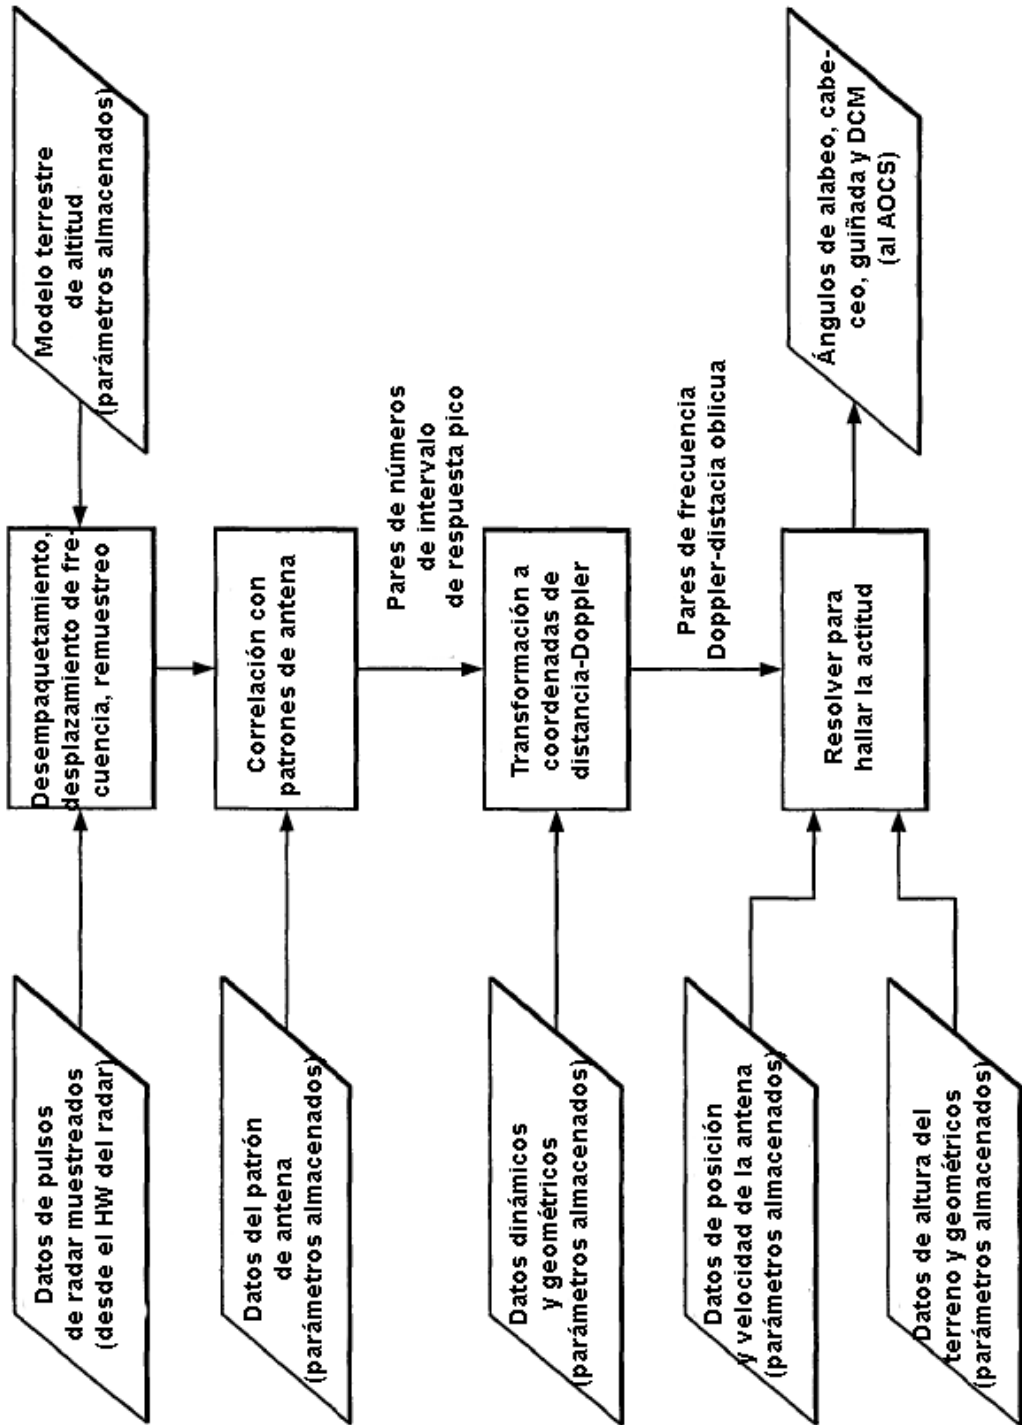 Datos de pulsos
de radar muestreados
(desde el HW del radar)
Desempaquetamiento,
desplazamiento de fre-
cuencia, remuestreo
Modelo terrestre
de altitud
(parámetros almacenados)
Datos del patrón
de antena
(parámetros almacenados)
Correlación con
patrones de antena
Pares de números
de intervalo
de respuesta pico
Datos dinámicos
y geométricos
(parámetros almacenados)
Transformación a
coordenadas de
distancia-Doppler
Pares de frecuencia
Doppler-distacia oblicua
Datos de posición
y velocidad de la antena
(parámetros almacenados)
Datos de altura del
terreno y geométricos
(parámetros almacenados)
Resolver para
hallar la actitud
Ángulos de alabeo, cabe-
ceo, guiñada y DCM
(al AOCS)